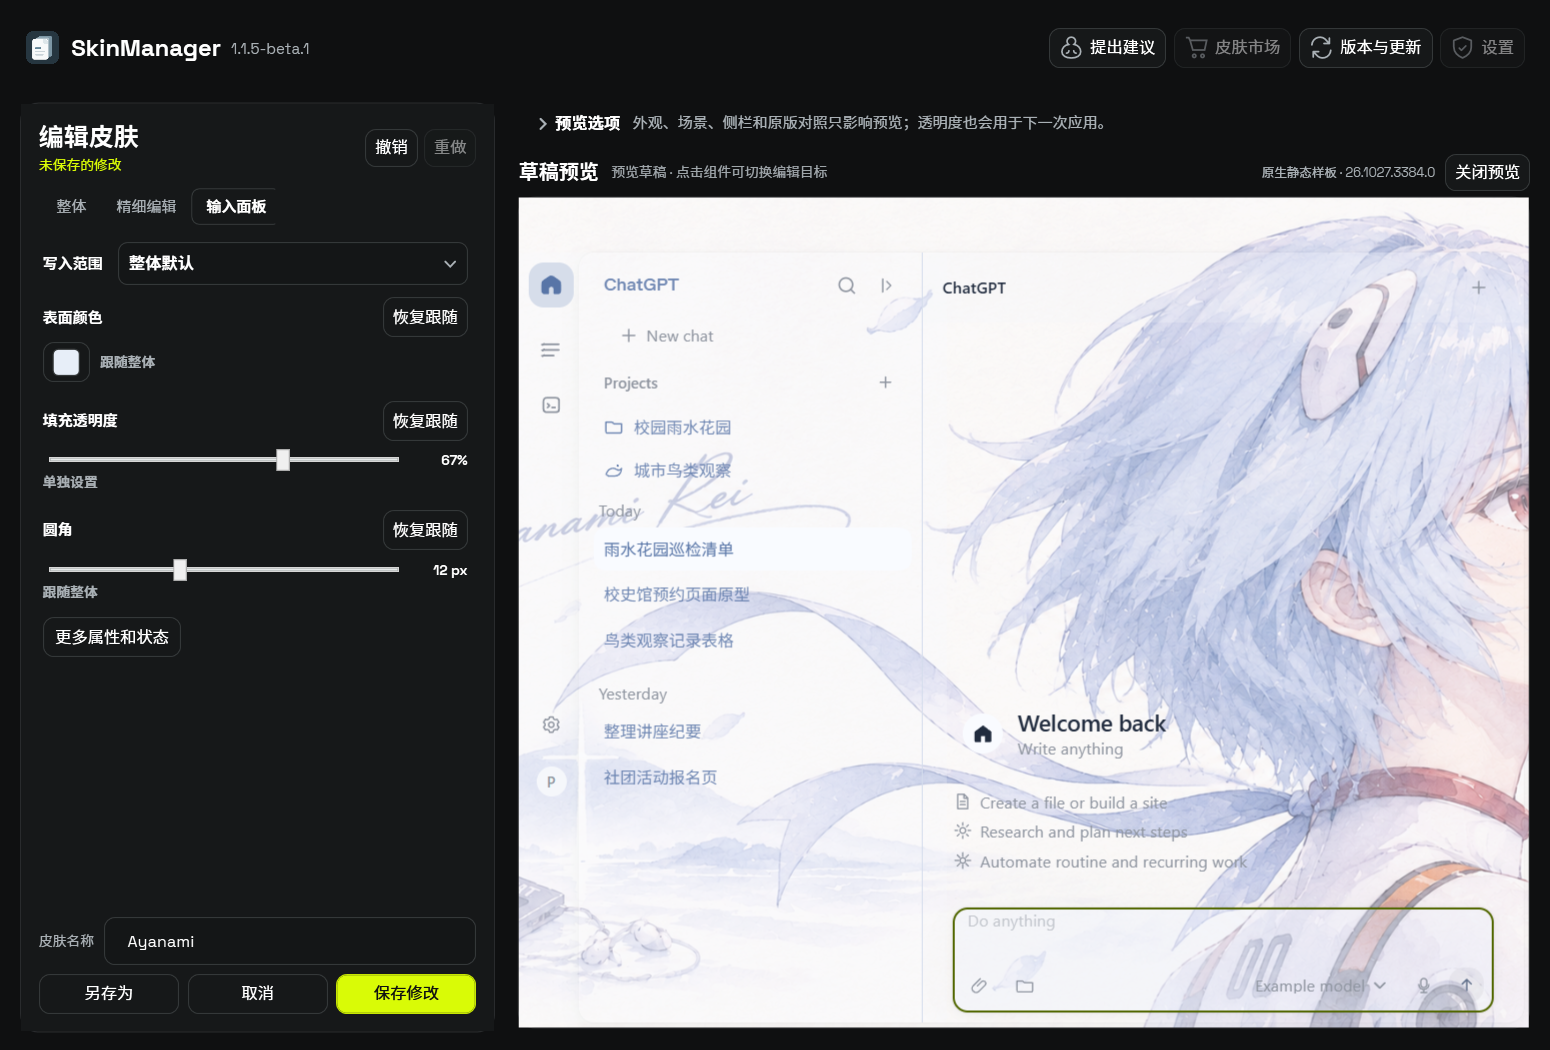 SkinManager 1.1.5-beta.1
提出建议
皮肤市场
版本与更新
设置
编辑皮肤
未保存的修改
撤销
重做
整体
精细编辑
输入面板
写入范围
整体默认
表面颜色
恢复跟随
跟随整体
填充透明度
恢复跟随
67%
单独设置
圆角
恢复跟随
12 px
跟随整体
更多属性和状态
皮肤名称
Ayanami
另存为
取消
保存修改
预览选项 外观、场景、侧栏和原版对照只影响预览；透明度也会用于下一次应用。
草稿预览 预览草稿 · 点击组件可切换编辑目标
原生静态样板 · 26.1027.3384.0
关闭预览
ChatGPT
New chat
Projects
校园雨水花园
城市鸟类观察
anami Rei
Today
雨水花园巡检清单
校史馆预约页面原型
鸟类观察记录表格
Yesterday
整理讲座纪要
社团活动报名页
P
ChatGPT
Welcome back
Write anything
Create a file or build a site
Research and plan next steps
Automate routine and recurring work
Do anything
00
Example model